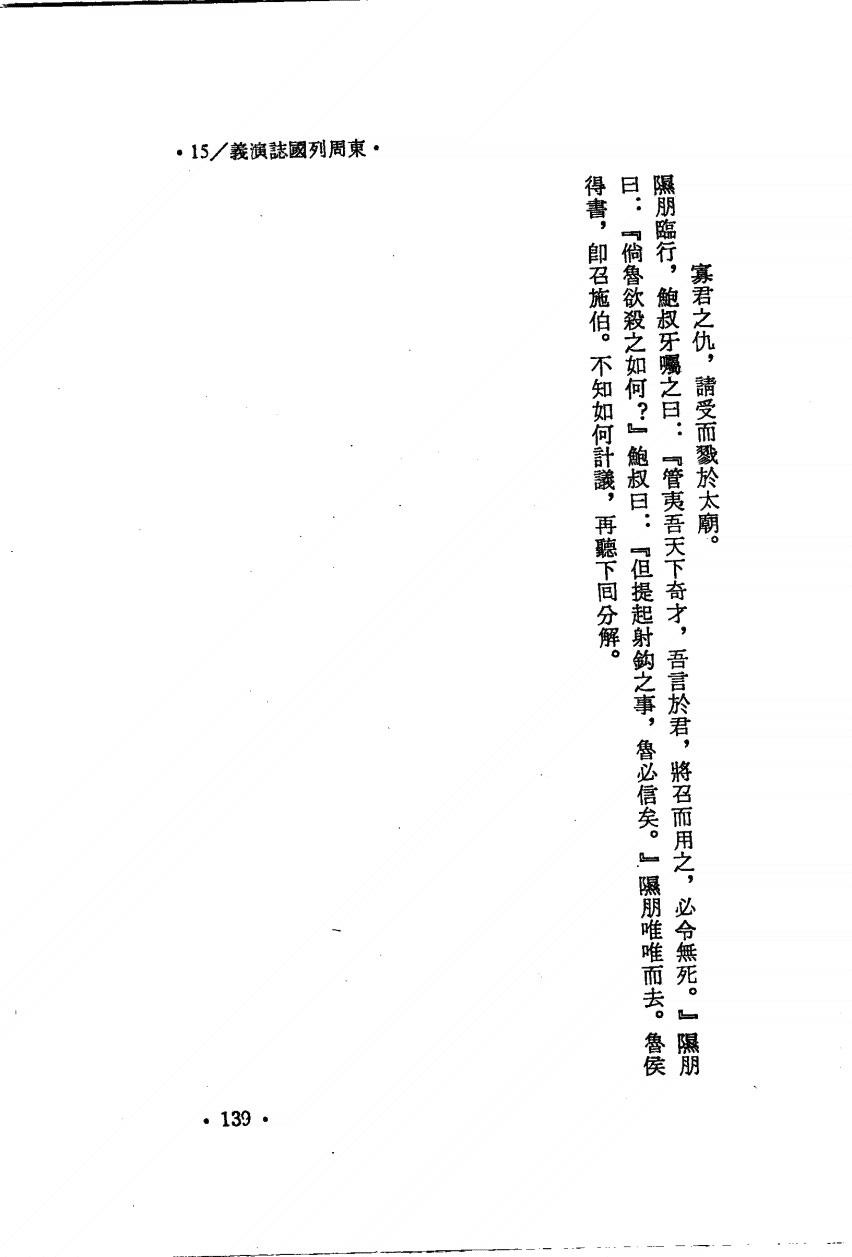 •東周列國誌演義／15•
寡君之仇，請受而戮於太廟。
隰朋臨行，鮑叔牙囑之曰：『管夷吾天下奇才，吾言於君，將召而用之，必令無死。』隰朋
曰：『倘魯欲殺之如何？』鮑叔曰：『但提起射鈎之事，魯必信矣。』隰朋唯唯而去。魯侯
得書，卽召施伯。不知如何計議，再聽下囘分解。
•139•